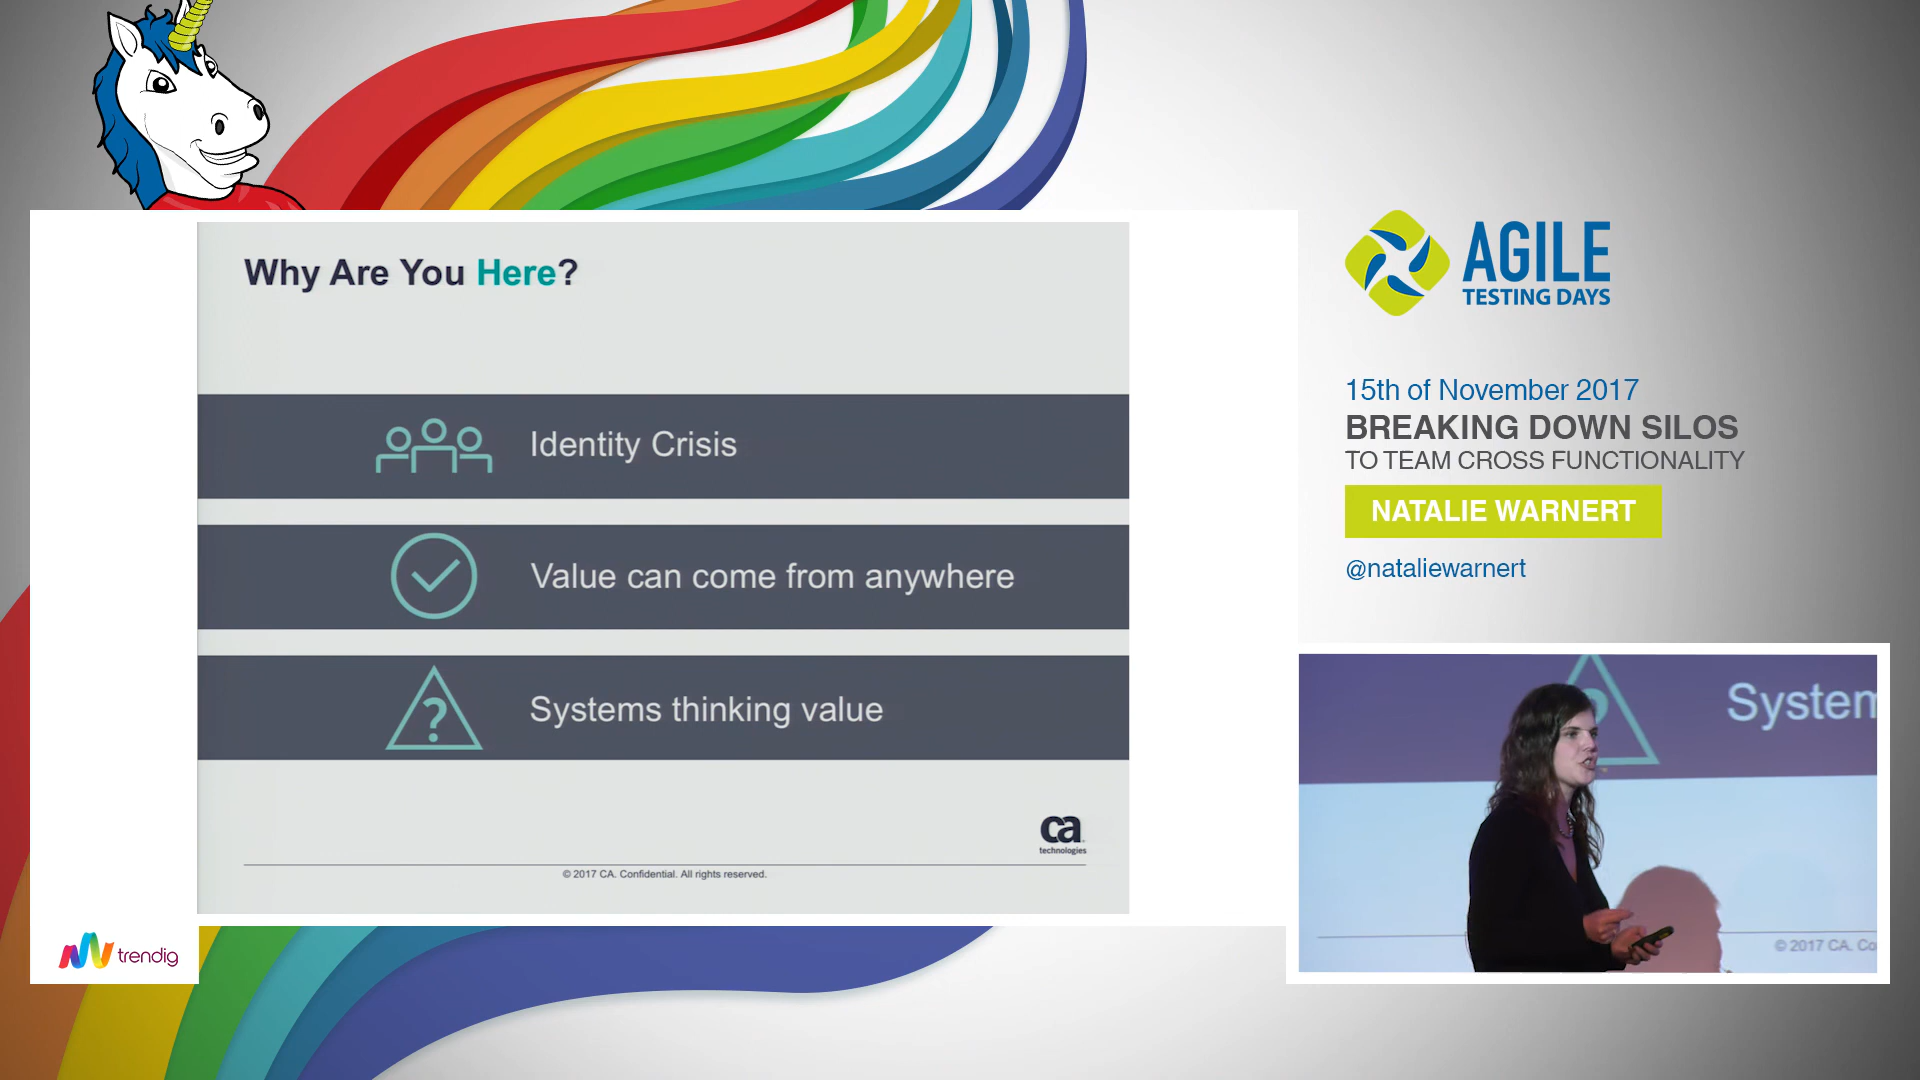 Why Are You Here?
Identity Crisis
Value can come from anywhere
Systems thinking value
ca
technologies
© 2017 CA. Confidential. All rights reserved.
trendig
AGILE
TESTING DAYS
15th of November 2017
BREAKING DOWN SILOS
TO TEAM CROSS FUNCTIONALITY
NATALIE WARNERT
@nataliewarnert
?
System
© 2017 CA. Co